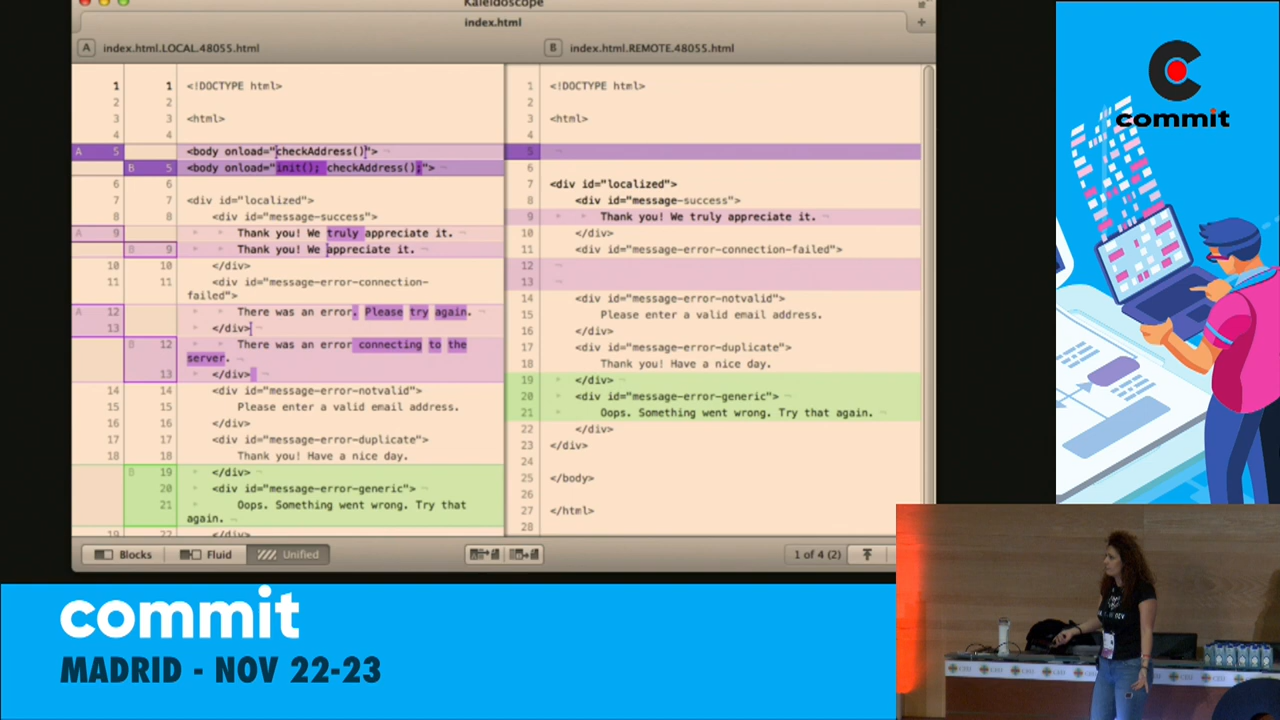 Kaleidoscope
index.html
+
A index.html.LOCAL.48055.html
B index.html.REMOTE.48055.html
1 1 <!DOCTYPE html>
2 2
3 3 <html>
4 4
A 5 <body onload="checkAddress()">
B 5 <body onload="init(); checkAddress();">
6 6
7 7 <div id="localized">
8 8 <div id="message-success">
A 9 Thank you! We truly appreciate it.
B 9 Thank you! We appreciate it.
10 10 </div>
11 11 <div id="message-error-connection-
failed">
A 12 There was an error. Please try again.
13 </div>
B 12 There was an error connecting to the
server.
13 </div>
14 14 <div id="message-error-notvalid">
15 15 Please enter a valid email address.
16 16 </div>
17 17 <div id="message-error-duplicate">
18 18 Thank you! Have a nice day.
B 19 </div>
20 <div id="message-error-generic">
21 Oops. Something went wrong. Try that
again.
19 22 </div>
1 <!DOCTYPE html>
2
3 <html>
4
5
6
7 <div id="localized">
8 <div id="message-success">
9 Thank you! We truly appreciate it.
10 </div>
11 <div id="message-error-connection-failed">
12
13
14 <div id="message-error-notvalid">
15 Please enter a valid email address.
16 </div>
17 <div id="message-error-duplicate">
18 Thank you! Have a nice day.
19 </div>
20 <div id="message-error-generic">
21 Oops. Something went wrong. Try that again.
22 </div>
23 </div>
24
25 </body>
26
27 </html>
28
Blocks Fluid Unified
1 of 4 (2)
commit
commit
MADRID - NOV 22-23